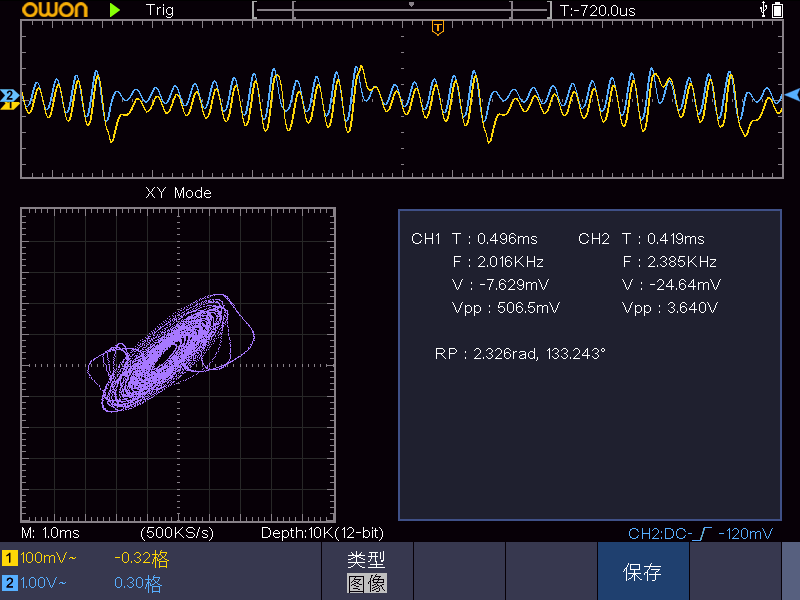 OWON Trig T:-720.0us
T
2
1
XY Mode
CH1 T : 0.496ms CH2 T : 0.419ms
F : 2.016KHz F : 2.385KHz
V : -7.629mV V : -24.64mV
Vpp : 506.5mV Vpp : 3.640V
RP : 2.326rad, 133.243°
M: 1.0ms (500KS/s) Depth:10K(12-bit) CH2:DC- -120mV
1 100mV~ -0.32格 类型
2 1.00V~ 0.30格 图像 保存